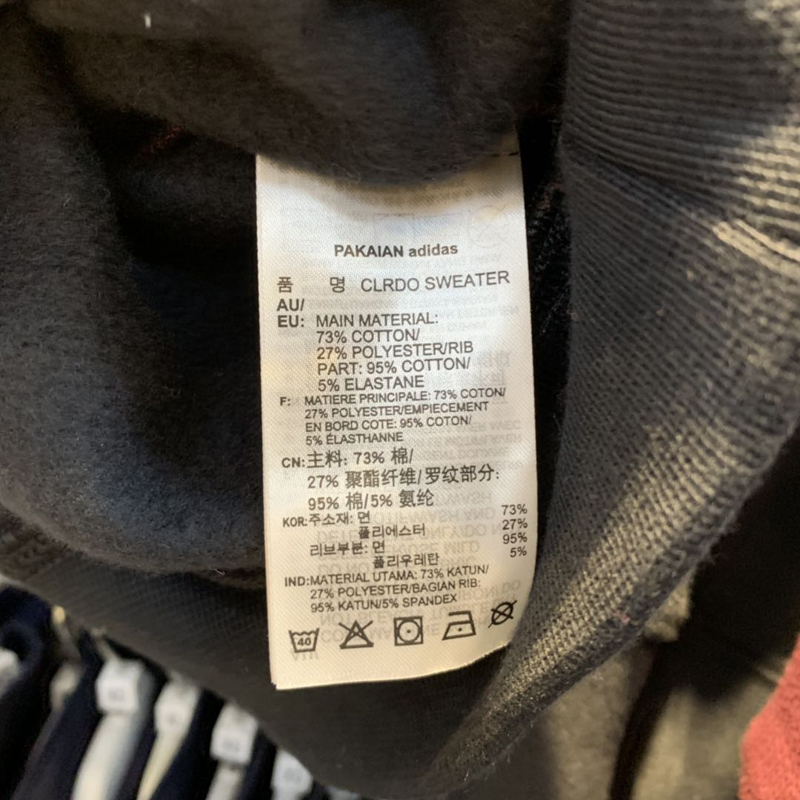 PAKAIAN adidas
품 명 CLRDO SWEATER
AU/
EU: MAIN MATERIAL:
73% COTTON/
27% POLYESTER/RIB
PART: 95% COTTON/
5% ELASTANE
F: MATIERE PRINCIPALE: 73% COTON/
27% POLYESTER/EMPIECEMENT
EN BORD COTE: 95% COTON/
5% ÉLASTHANNE
CN:主料: 73% 棉/
27% 聚酯纤维/罗纹部分:
95% 棉/5% 氨纶
KOR:주소재: 면 73%
폴리에스터 27%
리브부분: 면 95%
폴리우레탄 5%
IND:MATERIAL UTAMA: 73% KATUN/
27% POLYESTER/BAGIAN RIB:
95% KATUN/5% SPANDEX
40